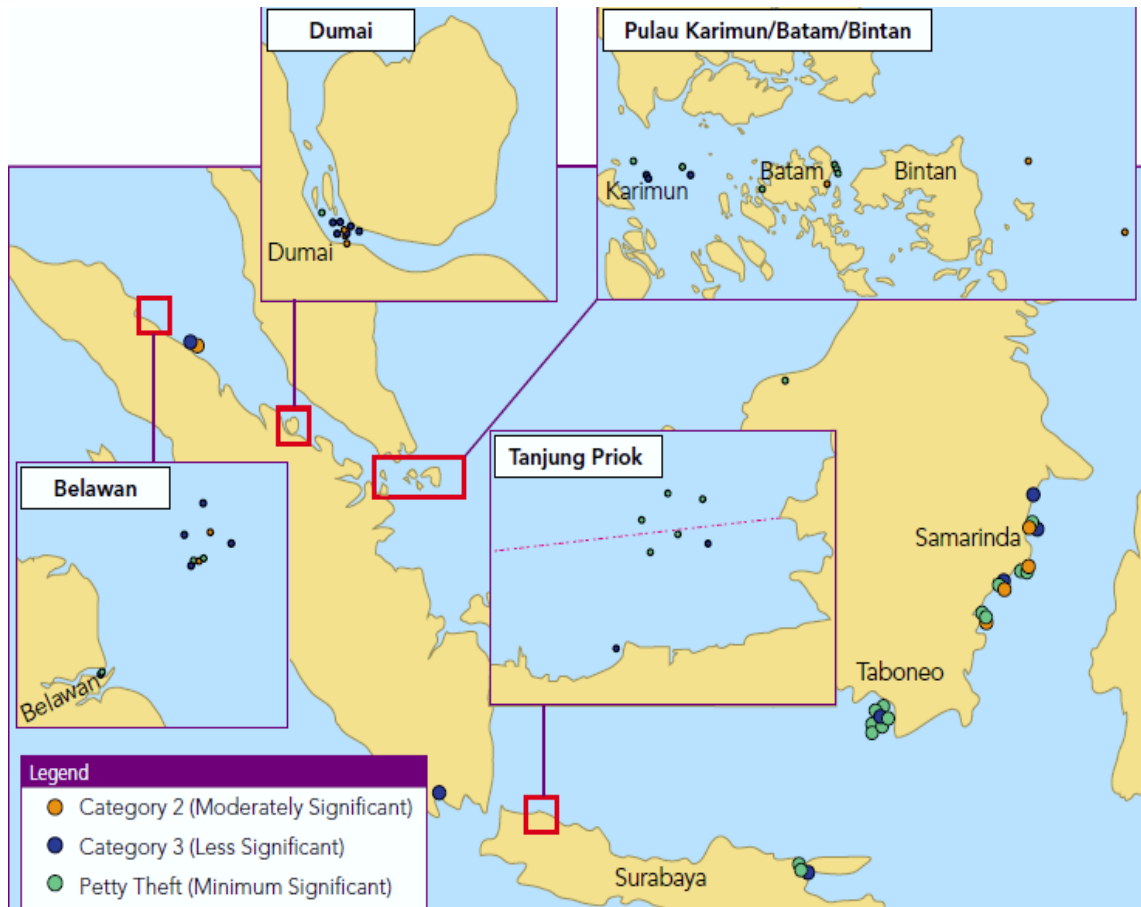 Dumai
Pulau Karimun/Batam/Bintan
Karimun
Batam
Bintan
Dumai
Tanjung Priok
Belawan
Samarinda
Belawan
Taboneo
Legend
Category 2 (Moderately Significant)
Category 3 (Less Significant)
Petty Theft (Minimum Significant)
Surabaya